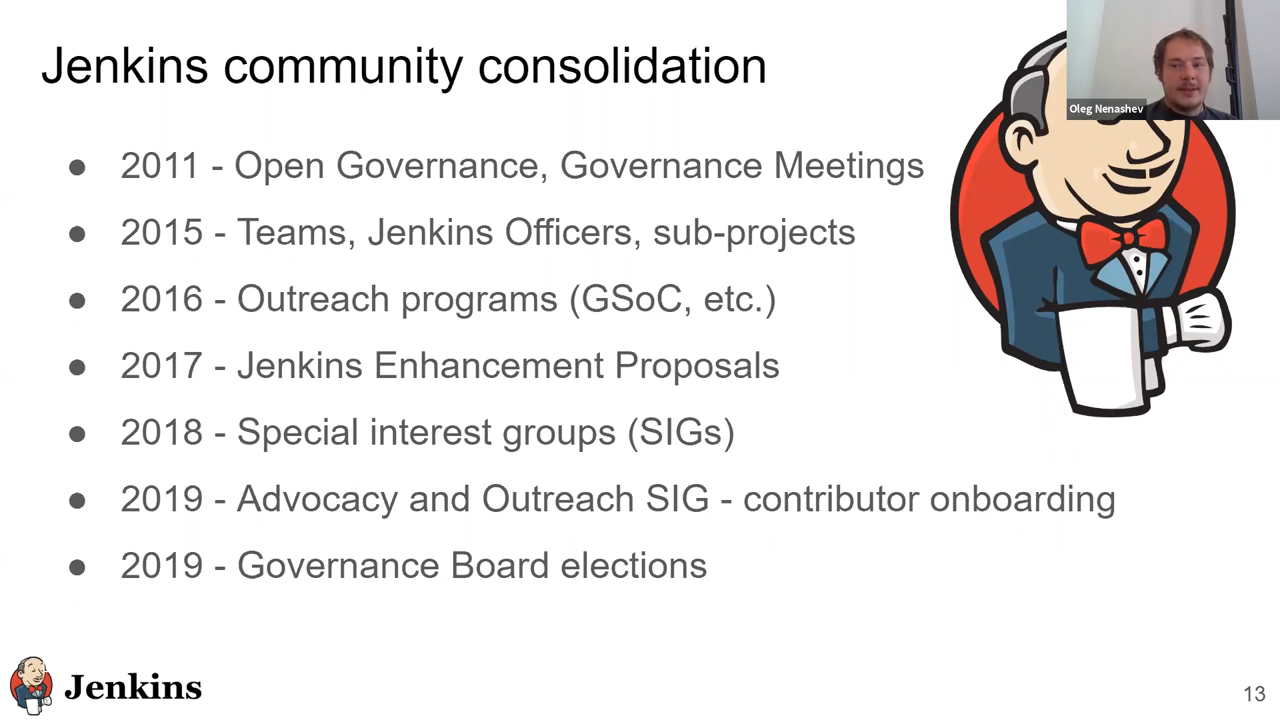 Jenkins community consolidation
Oleg Nenashev
● 2011 - Open Governance, Governance Meetings
● 2015 - Teams, Jenkins Officers, sub-projects
● 2016 - Outreach programs (GSoC, etc.)
● 2017 - Jenkins Enhancement Proposals
● 2018 - Special interest groups (SIGs)
● 2019 - Advocacy and Outreach SIG - contributor onboarding
● 2019 - Governance Board elections
Jenkins
13